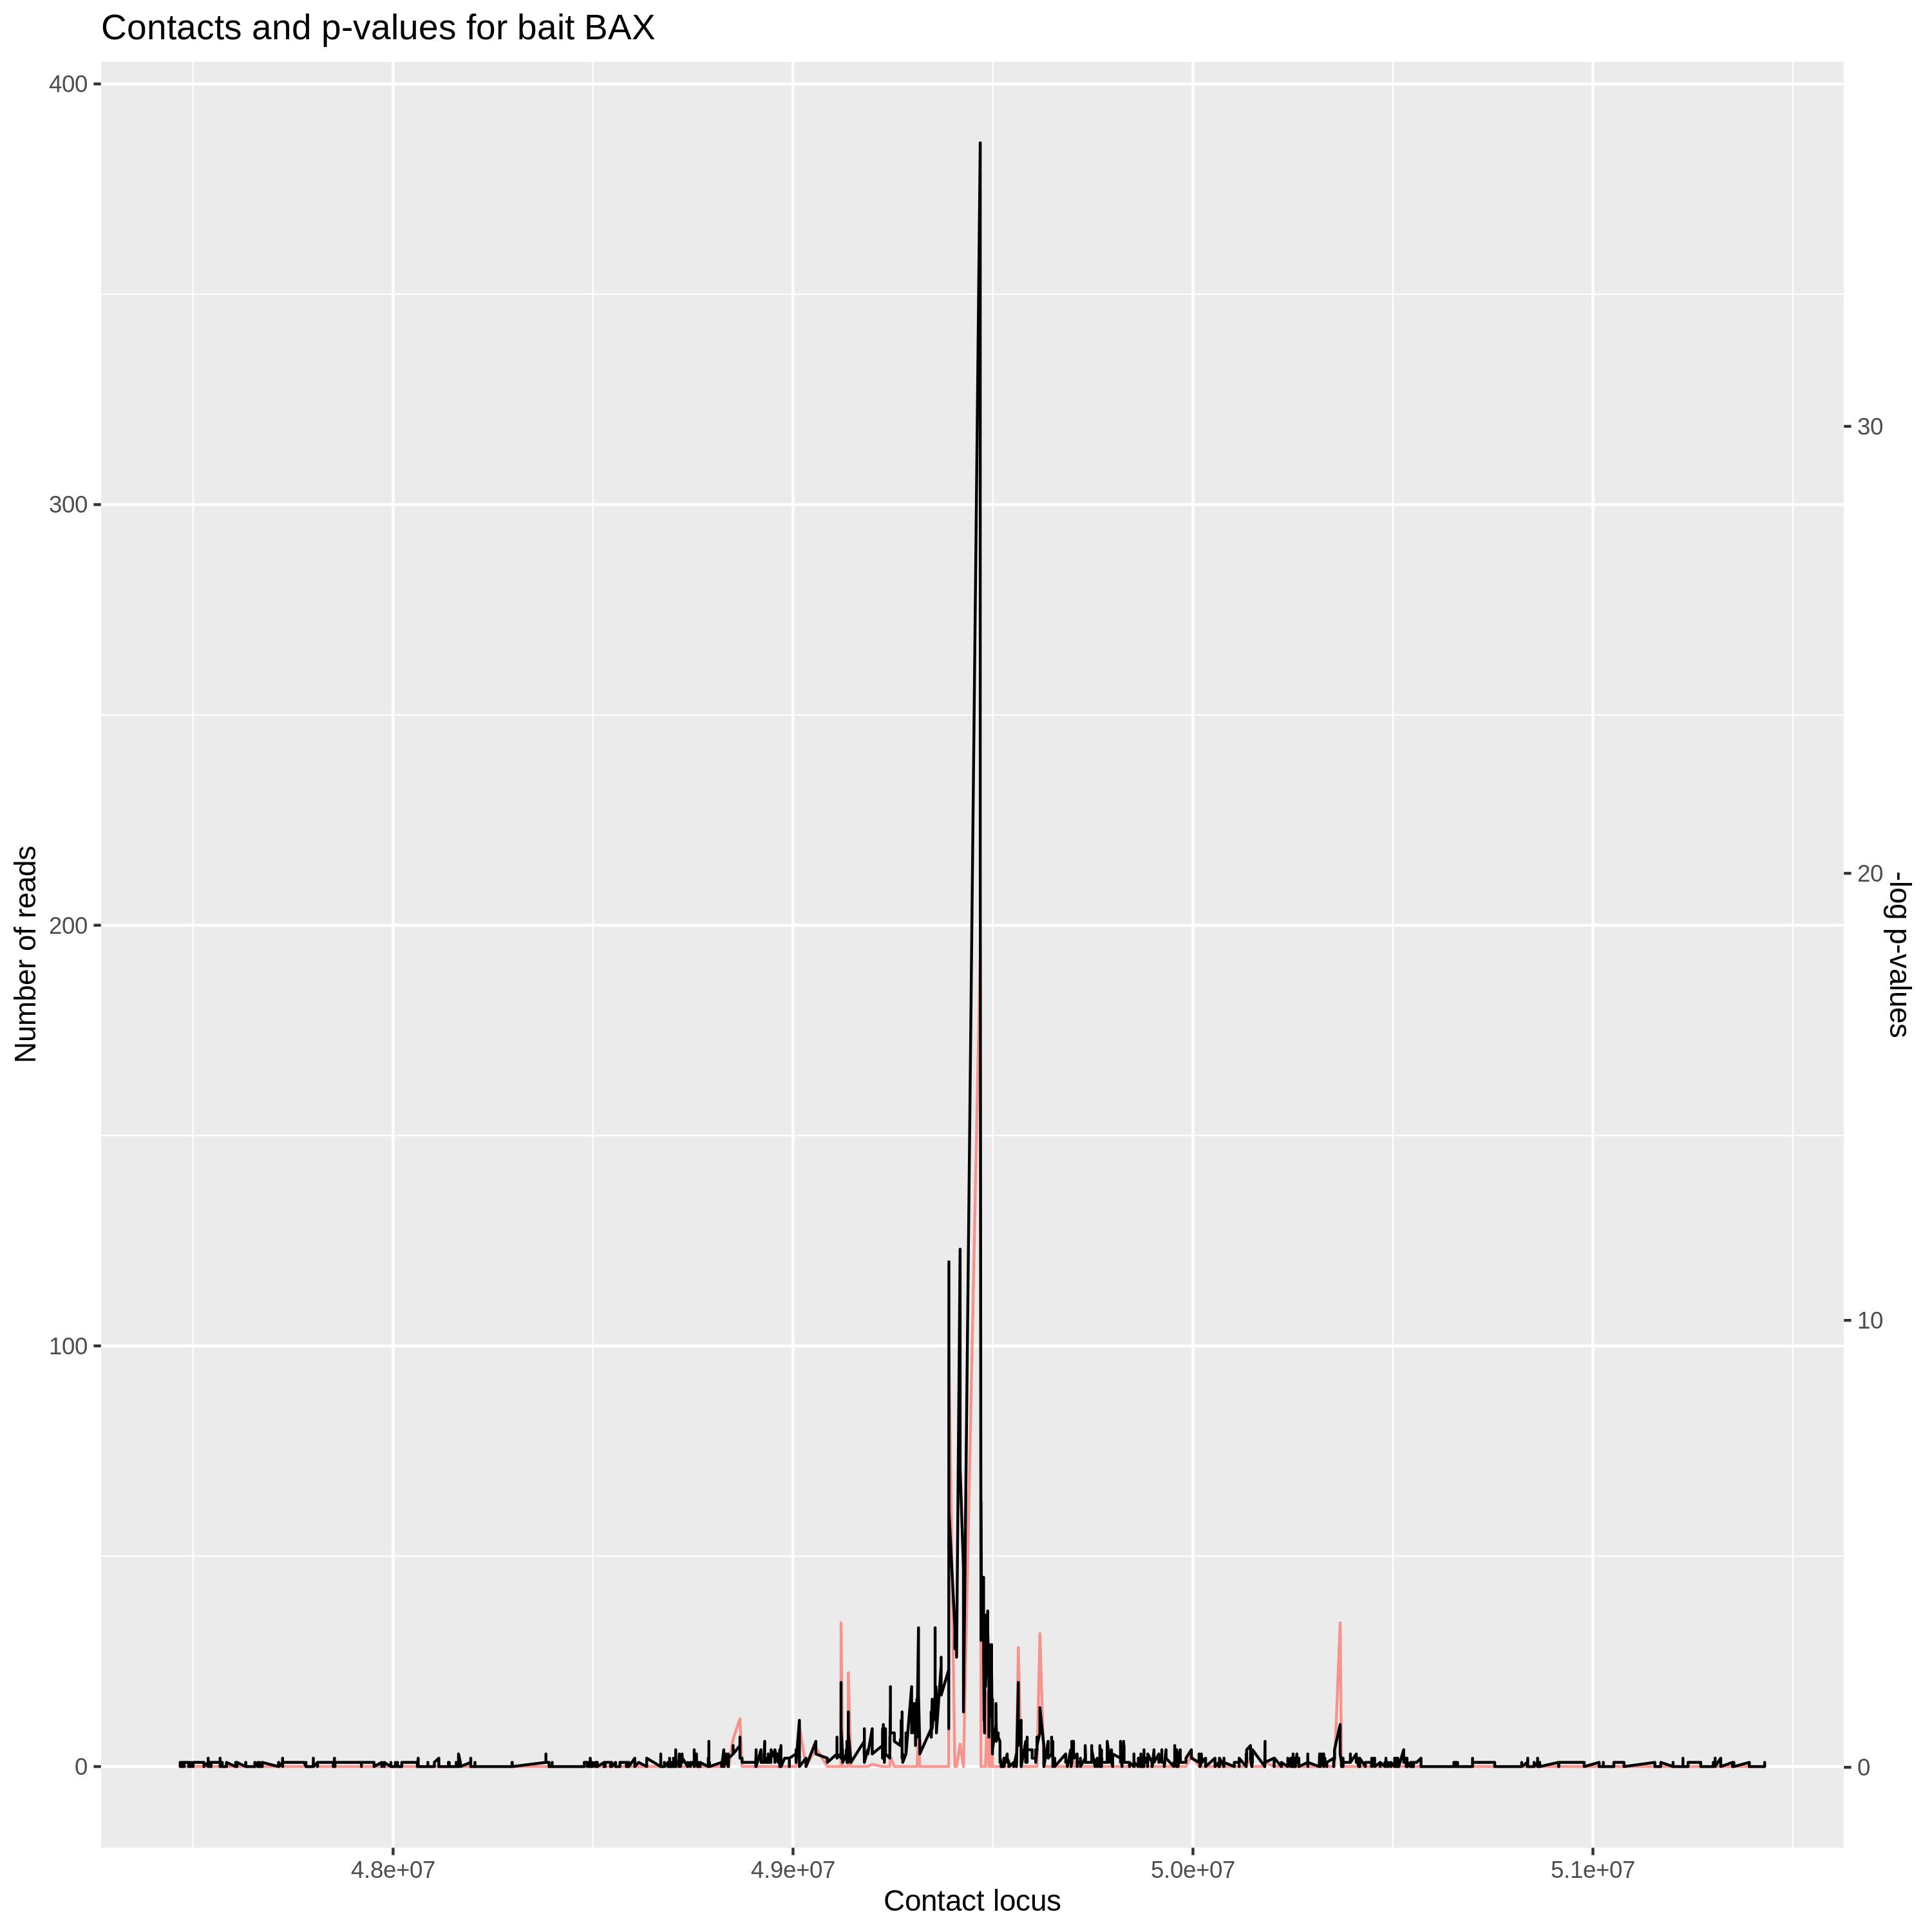 Contacts and p-values for bait BAX
400
300
200
100
0
Number of reads
30
20
10
0
-log p-values
4.8e+07
4.9e+07
5.0e+07
5.1e+07
Contact locus